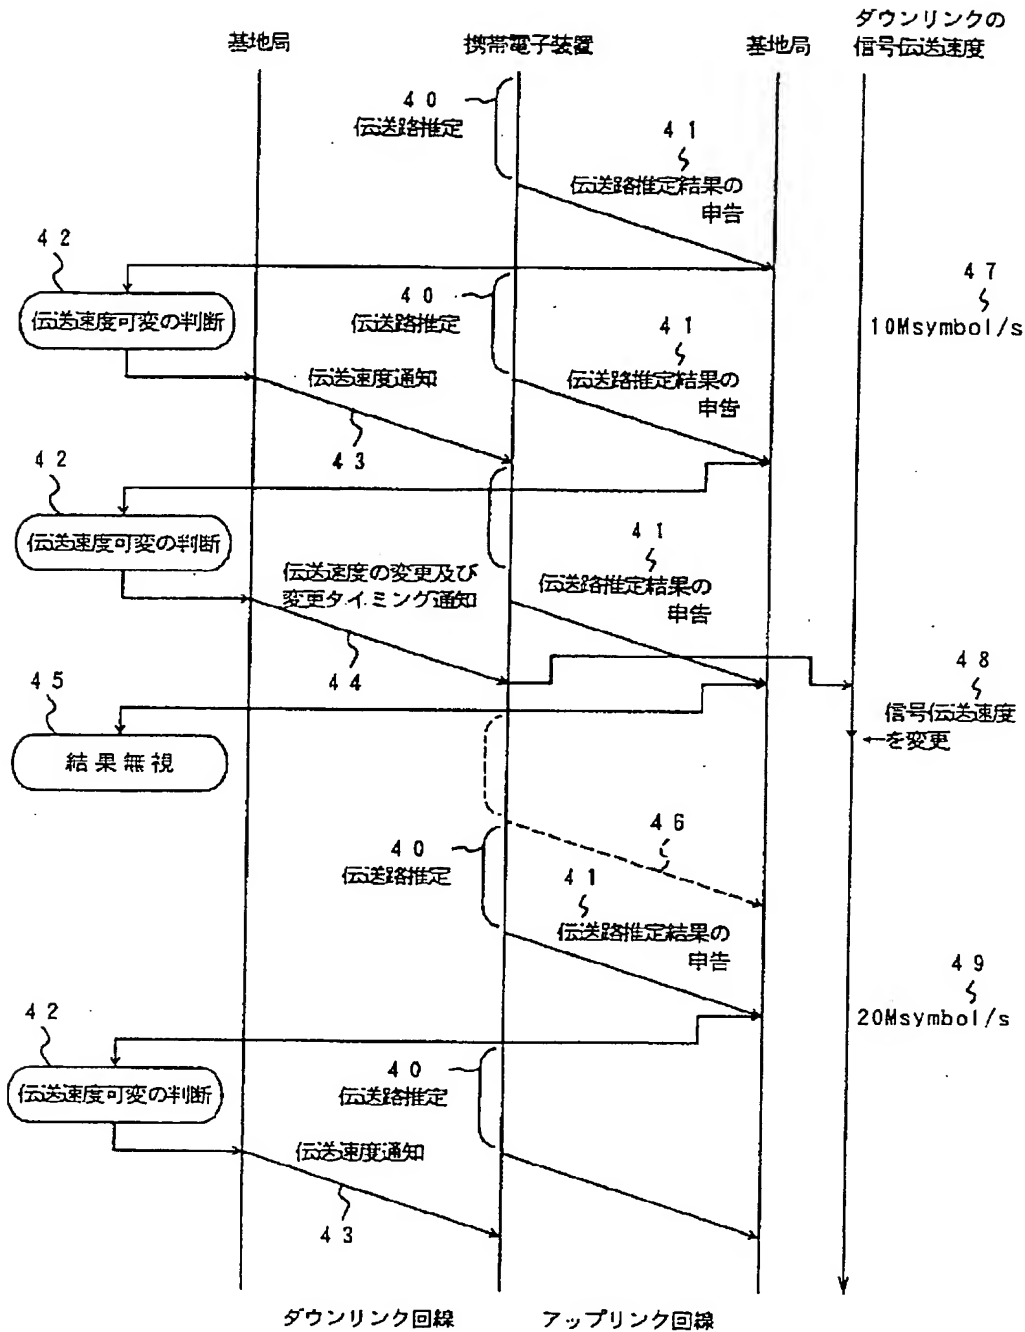 ダウンリンクの
信号伝送速度
基地局
携帯電子装置
基地局
40
伝送路推定
41
伝送路推定結果の
申告
42
伝送速度可変の判断
40
伝送路推定
47
10Msymbol/s
41
伝送路推定結果の
申告
伝送速度通知
43
42
伝送速度可変の判断
41
伝送路推定結果の
申告
伝送速度の変更及び
変更タイミング通知
44
45
結果無視
48
信号伝送速度
を変更
46
40
伝送路推定
41
伝送路推定結果の
申告
49
20Msymbol/s
42
伝送速度可変の判断
40
伝送路推定
伝送速度通知
43
ダウンリンク回線
アップリンク回線